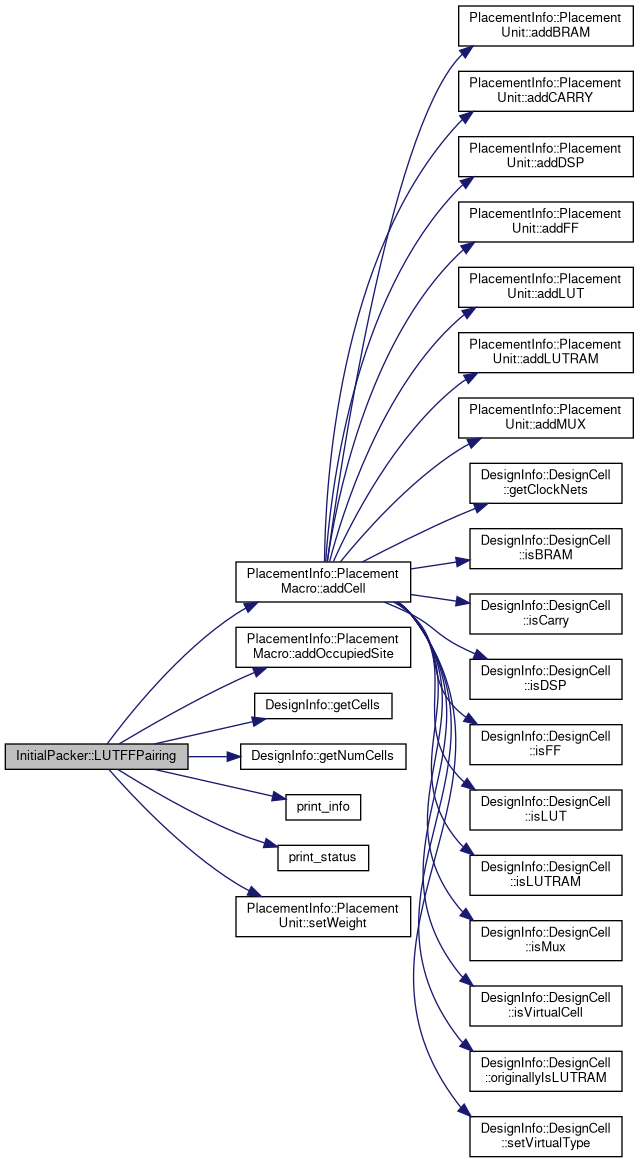 InitialPacker::LUTFFPairing
PlacementInfo::Placement
Macro::addCell
PlacementInfo::Placement
Macro::addOccupiedSite
DesignInfo::getCells
DesignInfo::getNumCells
print_info
print_status
PlacementInfo::Placement
Unit::setWeight
PlacementInfo::Placement
Unit::addBRAM
PlacementInfo::Placement
Unit::addCARRY
PlacementInfo::Placement
Unit::addDSP
PlacementInfo::Placement
Unit::addFF
PlacementInfo::Placement
Unit::addLUT
PlacementInfo::Placement
Unit::addLUTRAM
PlacementInfo::Placement
Unit::addMUX
DesignInfo::DesignCell
::getClockNets
DesignInfo::DesignCell
::isBRAM
DesignInfo::DesignCell
::isCarry
DesignInfo::DesignCell
::isDSP
DesignInfo::DesignCell
::isFF
DesignInfo::DesignCell
::isLUT
DesignInfo::DesignCell
::isLUTRAM
DesignInfo::DesignCell
::isMux
DesignInfo::DesignCell
::isVirtualCell
DesignInfo::DesignCell
::originallyIsLUTRAM
DesignInfo::DesignCell
::setVirtualType